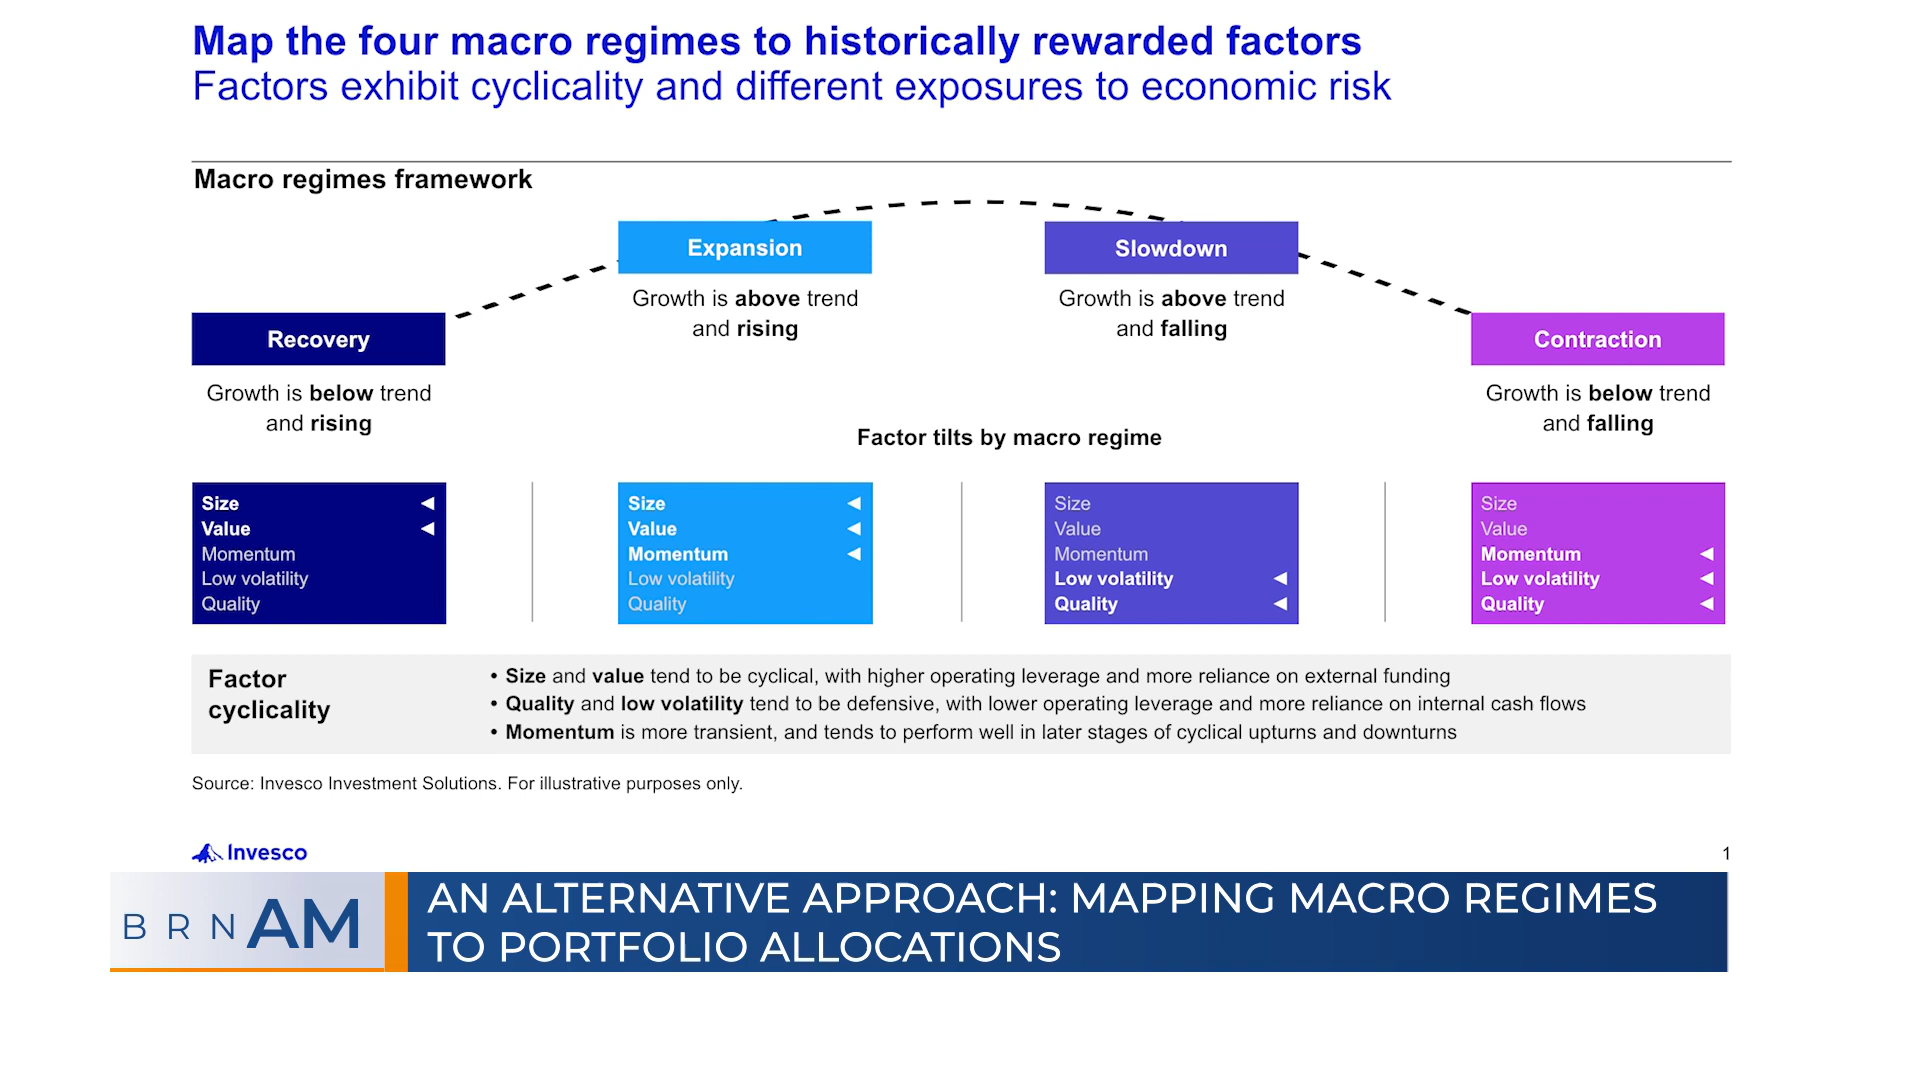 Map the four macro regimes to historically rewarded factors
Factors exhibit cyclicality and different exposures to economic risk
Macro regimes framework
Recovery
Growth is below trend
and rising
Expansion
Growth is above trend
and rising
Slowdown
Growth is above trend
and falling
Contraction
Growth is below trend
and falling
Factor tilts by macro regime
Size
Value
Momentum
Low volatility
Quality
Size
Value
Momentum
Low volatility
Quality
Size
Value
Momentum
Low volatility
Quality
Size
Value
Momentum
Low volatility
Quality
Factor
cyclicality
• Size and value tend to be cyclical, with higher operating leverage and more reliance on external funding
• Quality and low volatility tend to be defensive, with lower operating leverage and more reliance on internal cash flows
• Momentum is more transient, and tends to perform well in later stages of cyclical upturns and downturns
Source: Invesco Investment Solutions. For illustrative purposes only.
Invesco
1
BRNAM
AN ALTERNATIVE APPROACH: MAPPING MACRO REGIMES
TO PORTFOLIO ALLOCATIONS